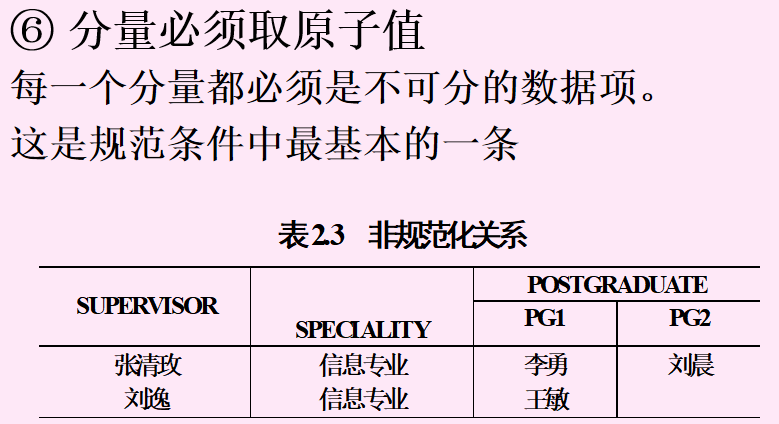 ⑥ 分量必须取原子值
每一个分量都必须是不可分的数据项。
这是规范条件中最基本的一条
表2.3 非规范化关系
SUPERVISOR SPECIALITY POSTGRADUATE
PG1 PG2
张清玫 信息专业 李勇 刘晨
刘逸 信息专业 王敏